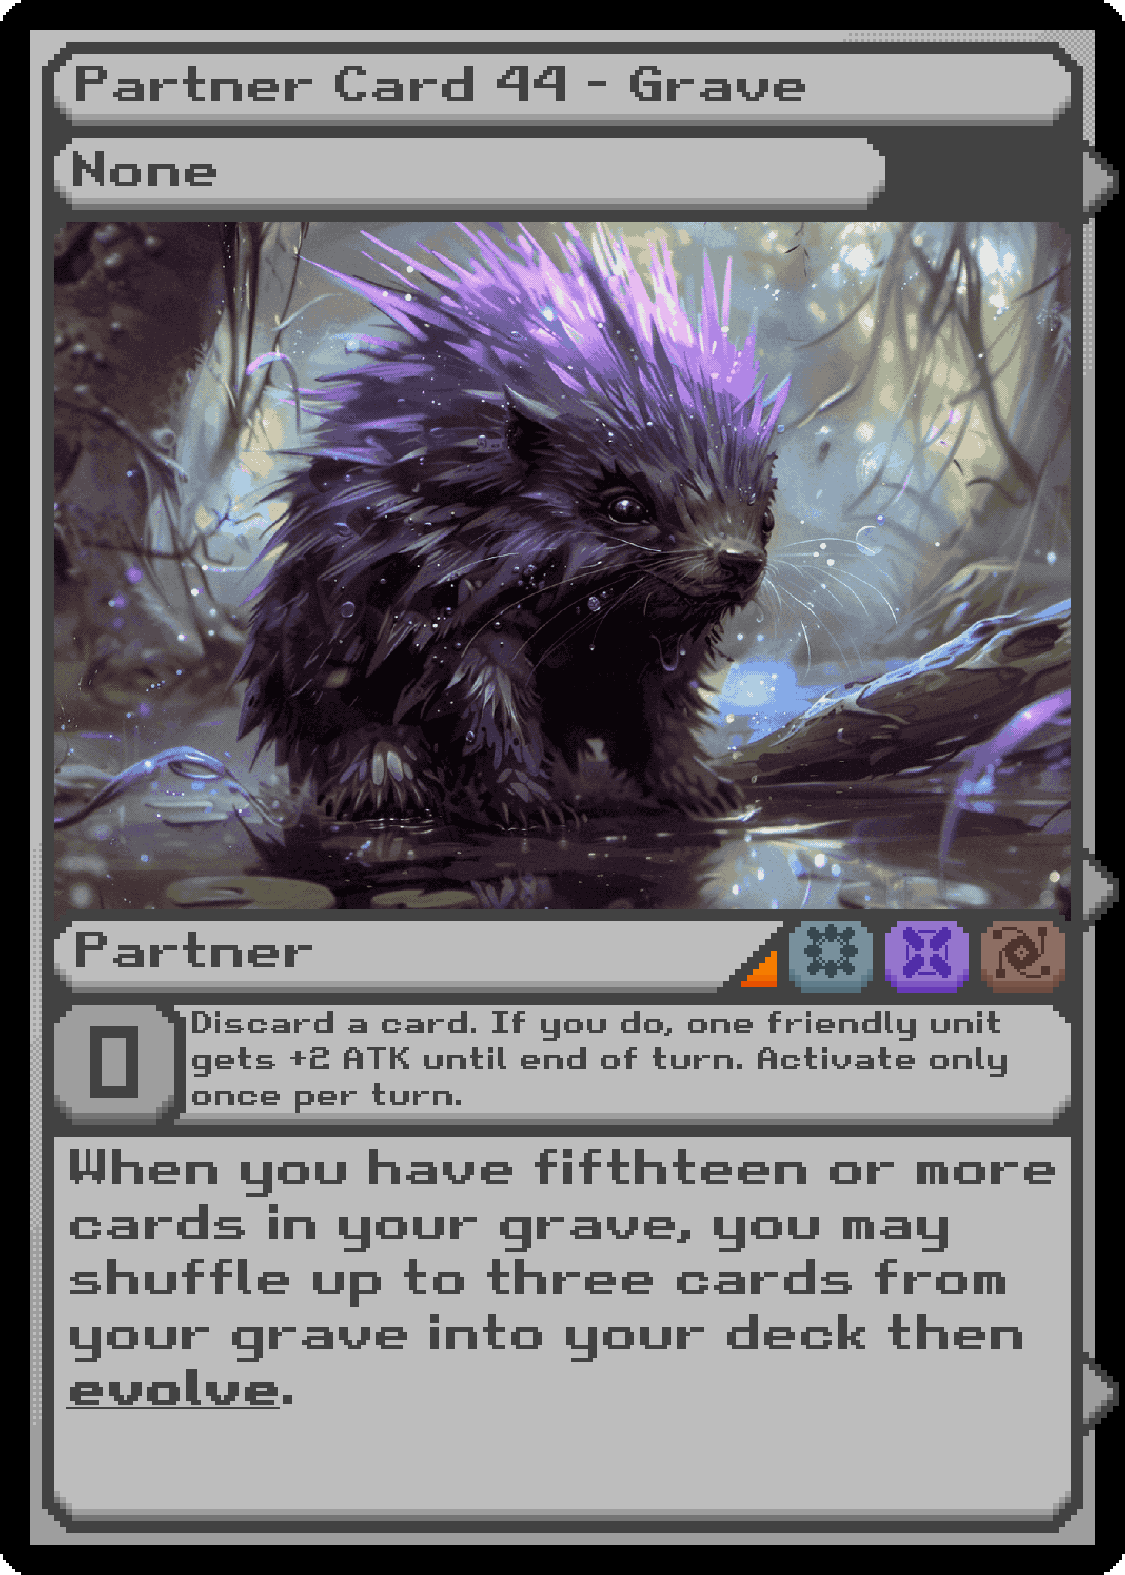 Partner Card 44 - Grave
None
Partner
0
Discard a card. If you do, one friendly unit
gets +2 ATK until end of turn. Activate only
once per turn.
When you have fifthteen or more
cards in your grave, you may
shuffle up to three cards from
your grave into your deck then
evolve.